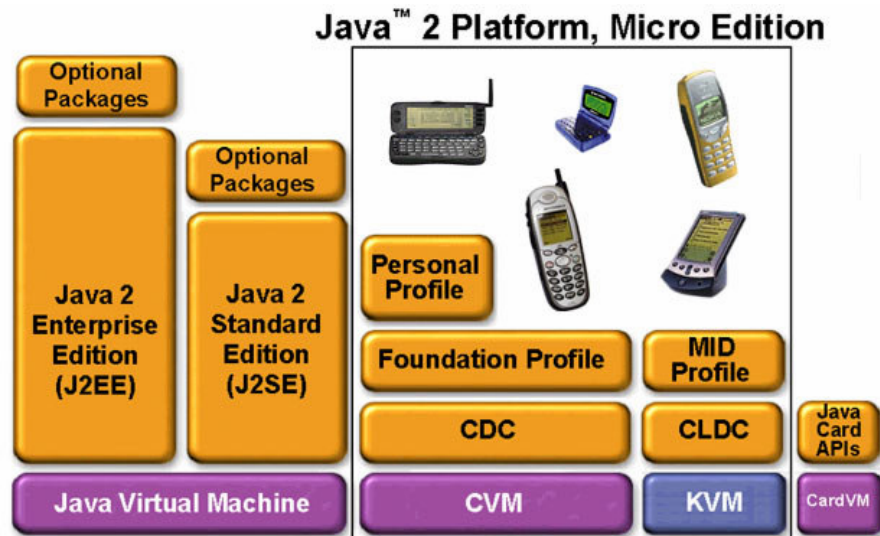 Java™ 2 Platform, Micro Edition
Optional
Packages
Optional
Packages
Java 2
Enterprise
Edition
(J2EE)
Java 2
Standard
Edition
(J2SE)
Personal
Profile
Foundation Profile
MID
Profile
CDC
CLDC
Java
Card
APIs
Java Virtual Machine
CVM
KVM
CardVM